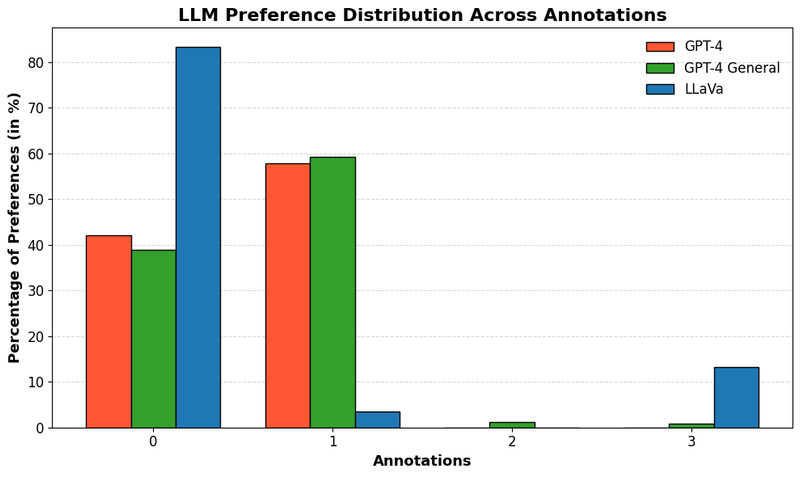 LLM Preference Distribution Across Annotations
GPT-4
GPT-4 General
LLaVa
Percentage of Preferences (in %)
80
70
60
50
40
30
20
10
0
0 1 2 3
Annotations